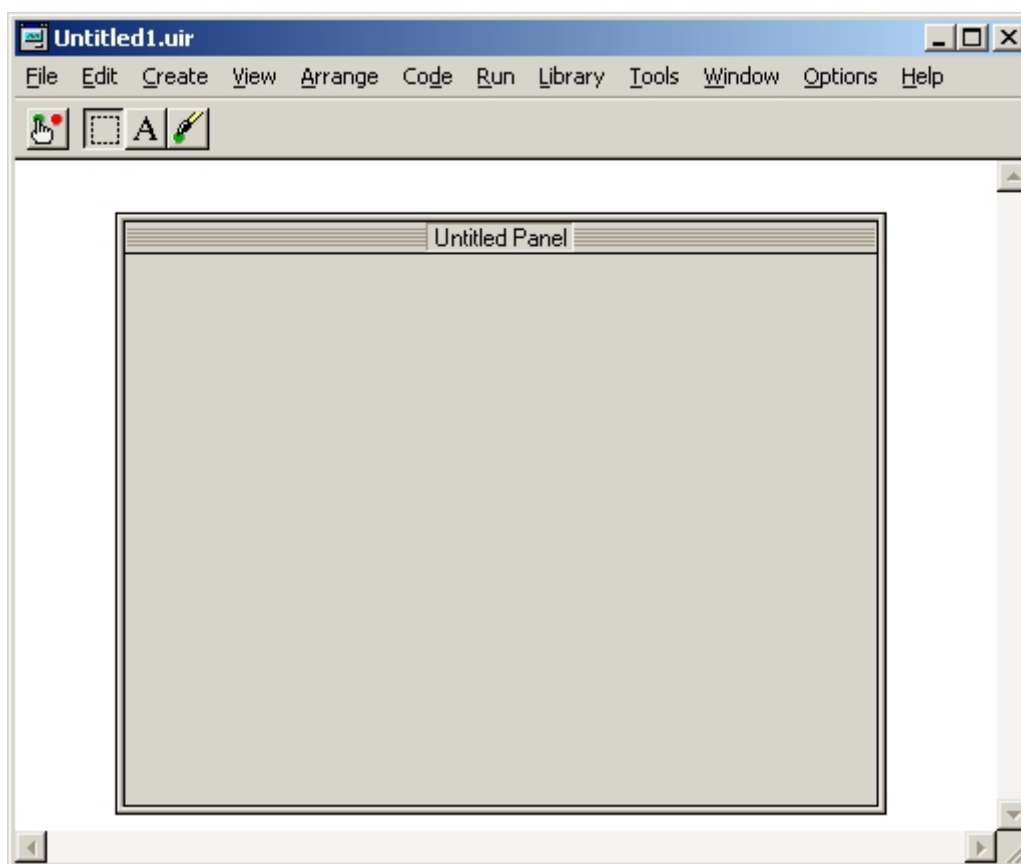 Untitled1.uir
File Edit Create View Arrange Code Run Library Tools Window Options Help
A
Untitled Panel